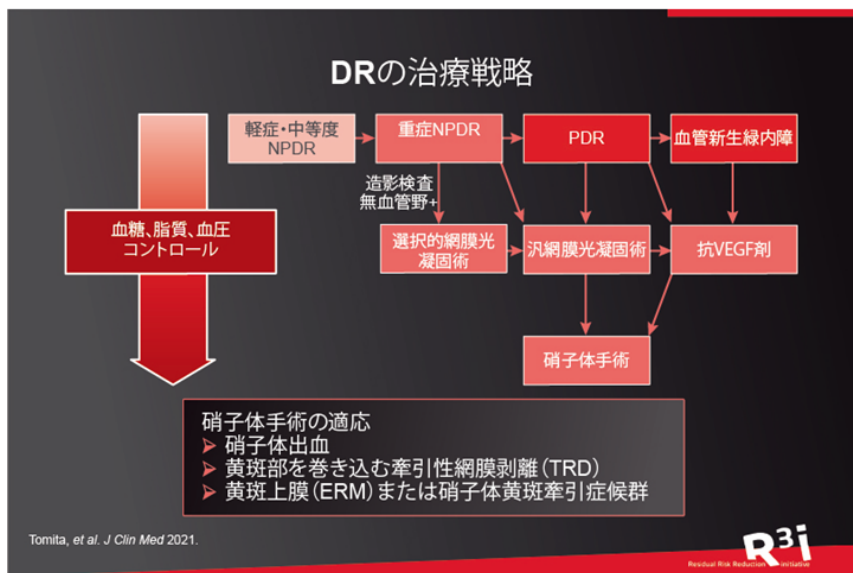 DRの治療戦略
軽症・中等度
NPDR
重症NPDR
PDR
血管新生緑内障
造影検査
無血管野+
血糖、脂質、血圧
コントロール
選択的網膜光
凝固術
汎網膜光凝固術
抗VEGF剤
硝子体手術
硝子体手術の適応
➢ 硝子体出血
➢ 黄斑部を巻き込む牽引性網膜剥離(TRD)
➢ 黄斑上膜(ERM)または硝子体黄斑牽引症候群
Tomita, et al. J Clin Med 2021.
R3i
Residual Risk Reduction Initiative